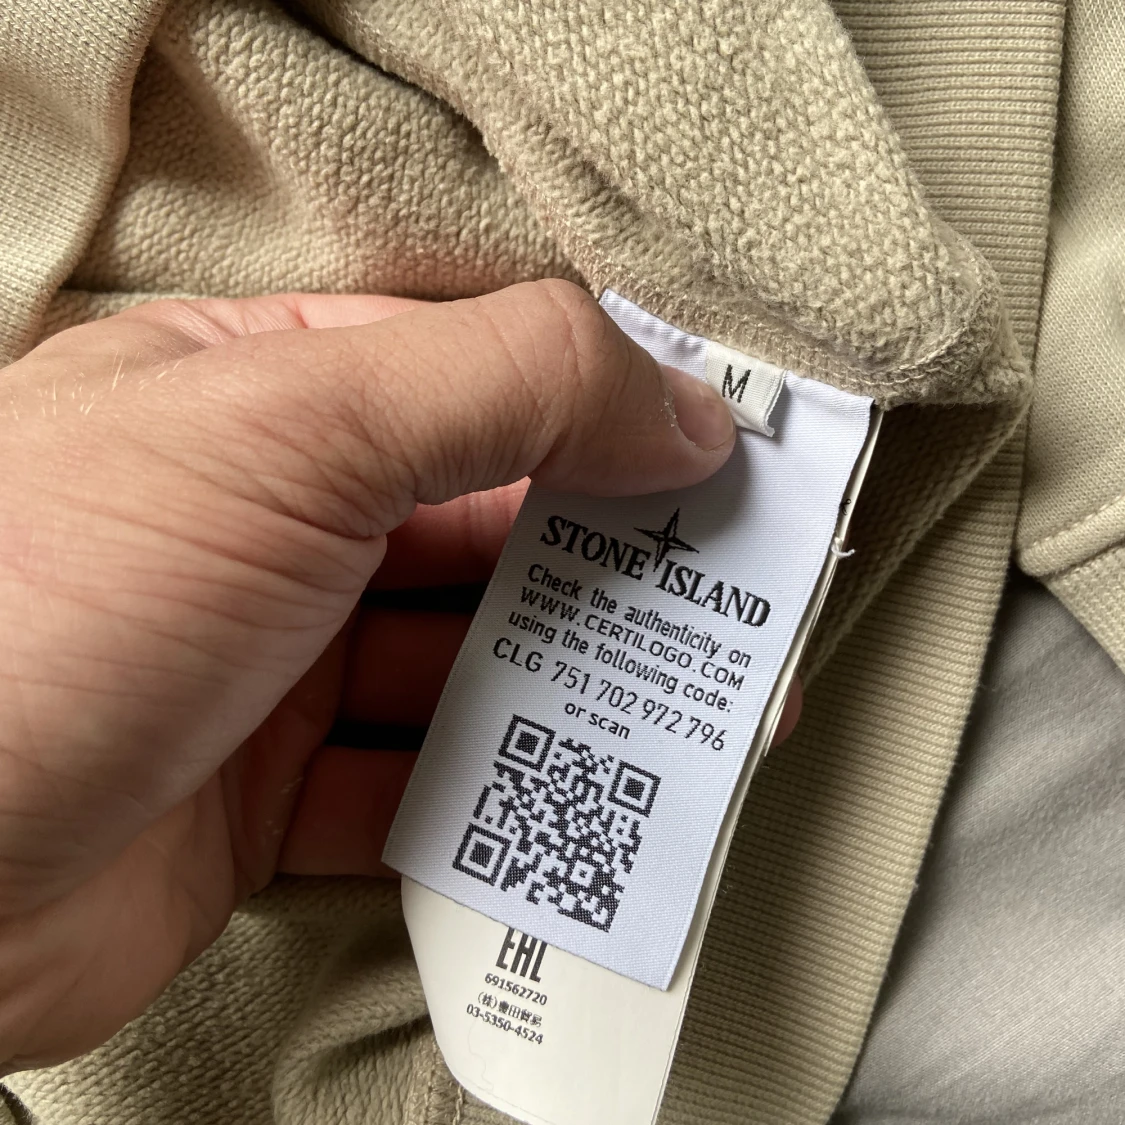 M
STONE ISLAND
Check the authenticity on
WWW.CERTILOGO.COM
using the following code:
CLG 751 702 972 796
or scan
EAC
691562720
(株)豊田貿易
03-5350-4524